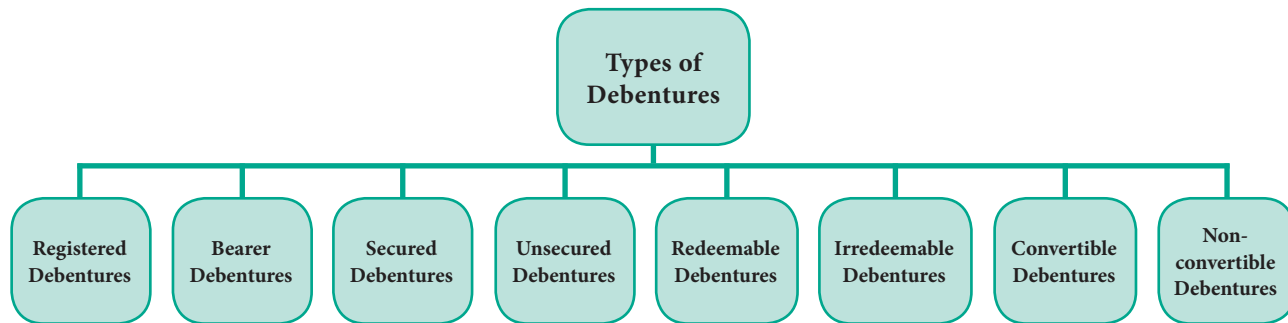 Types of
Debentures
Registered
Debentures
Bearer
Debentures
Secured
Debentures
Unsecured
Debentures
Redeemable
Debentures
Irredeemable
Debentures
Convertible
Debentures
Non-
convertible
Debentures